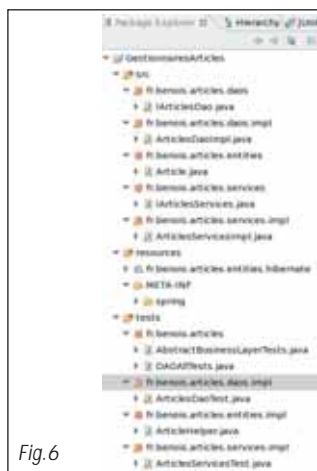 Package Explorer Hierarchy JUnit
GestionnairesArticles
src
fr.benois.articles.daos
IArticlesDao.java
fr.benois.articles.daos.impl
ArticlesDaoImpl.java
fr.benois.articles.entities
Article.java
fr.benois.articles.services
IArticlesServices.java
fr.benois.articles.services.impl
ArticlesServicesImpl.java
resources
fr.benois.articles.entities.hibernate
META-INF
spring
tests
fr.benois.articles
AbstractBusinessLayerTests.java
DAOAllTests.java
fr.benois.articles.daos.impl
ArticlesDaoTest.java
fr.benois.articles.entities.impl
ArticleHelper.java
fr.benois.articles.services.impl
ArticlesServicesTest.java
Fig.6